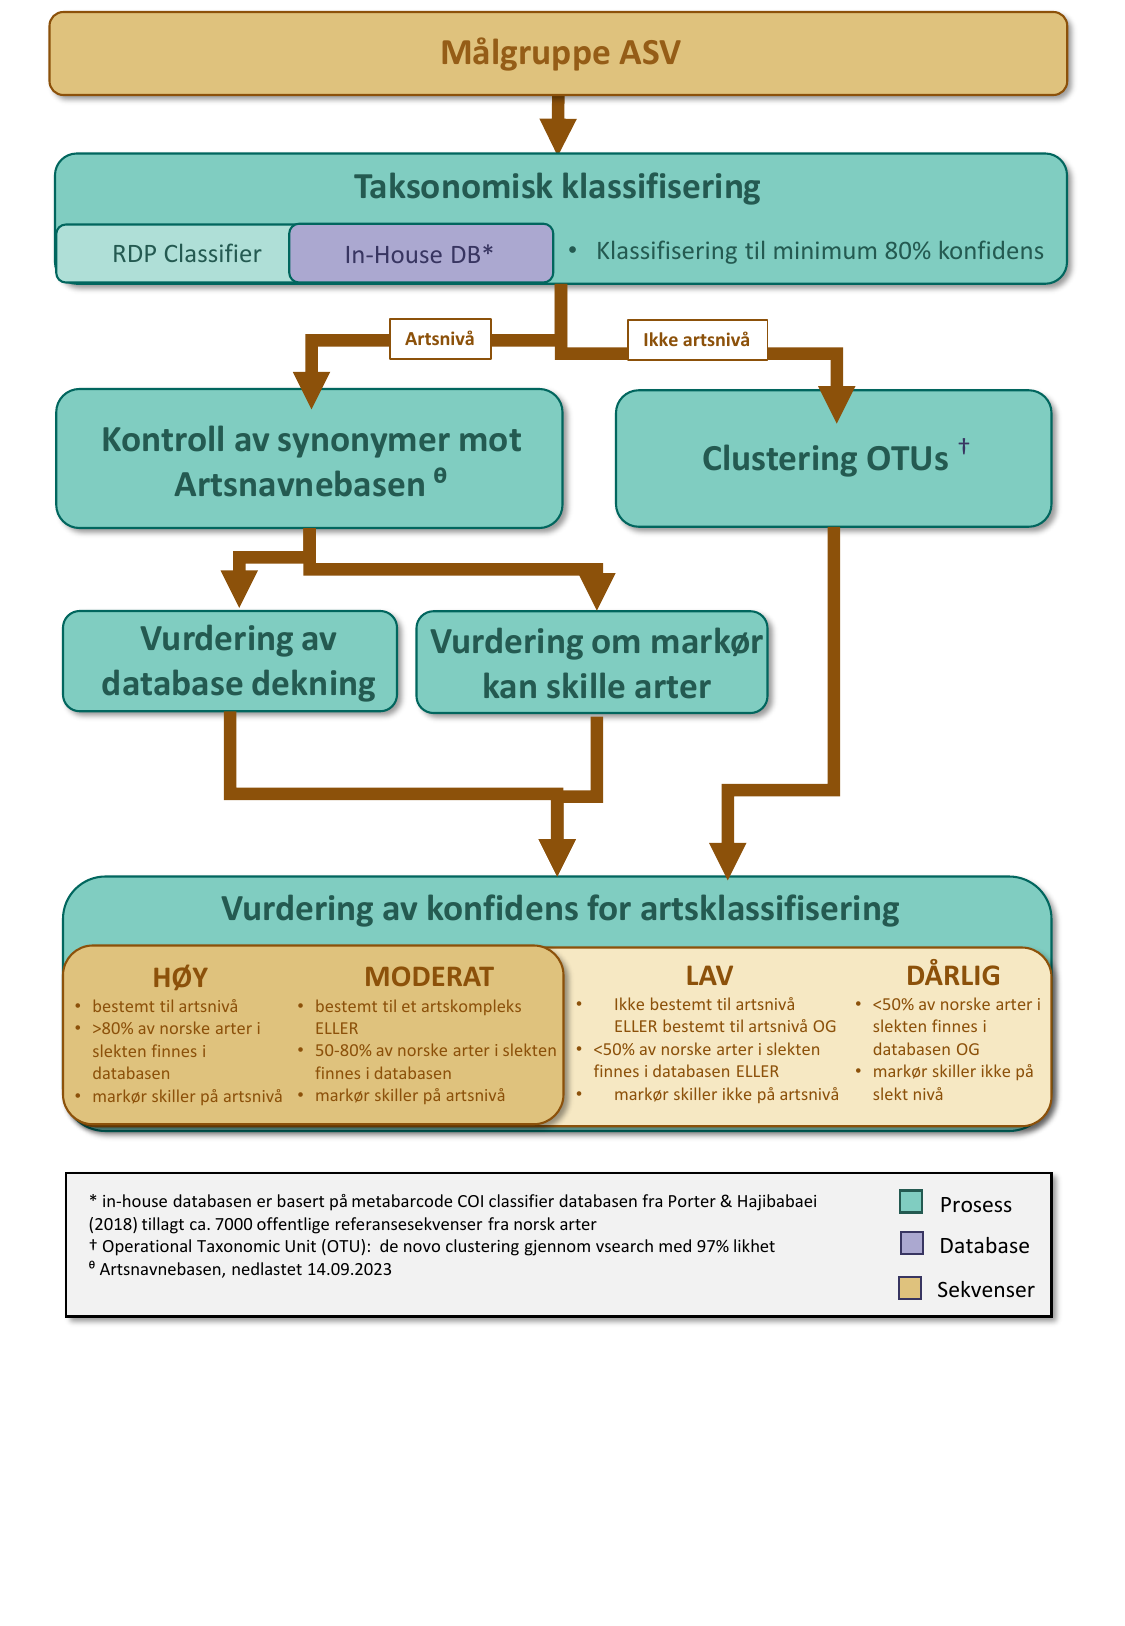 Målgruppe ASV
Taksonomisk klassifisering
RDP Classifier
In-House DB*
• Klassifisering til minimum 80% konfidens
Artsnivå
Ikke artsnivå
Kontroll av synonymer mot
Artsnavnebasen θ
Clustering OTUs †
Vurdering av
database dekning
Vurdering om markør
kan skille arter
Vurdering av konfidens for artsklassifisering
HØY
• bestemt til artsnivå
• >80% av norske arter i
slekten finnes i
databasen
• markør skiller på artsnivå
MODERAT
• bestemt til et artskompleks
ELLER
• 50-80% av norske arter i slekten
finnes i databasen
• markør skiller på artsnivå
LAV
• Ikke bestemt til artsnivå
ELLER bestemt til artsnivå OG
• <50% av norske arter i slekten
finnes i databasen ELLER
• markør skiller ikke på artsnivå
DÅRLIG
• <50% av norske arter i
slekten finnes i
databasen OG
• markør skiller ikke på
slekt nivå
* in-house databasen er basert på metabarcode COI classifier databasen fra Porter & Hajibabaei
(2018) tillagt ca. 7000 offentlige referansesekvenser fra norsk arter
† Operational Taxonomic Unit (OTU): de novo clustering gjennom vsearch med 97% likhet
θ Artsnavnebasen, nedlastet 14.09.2023
Prosess
Database
Sekvenser